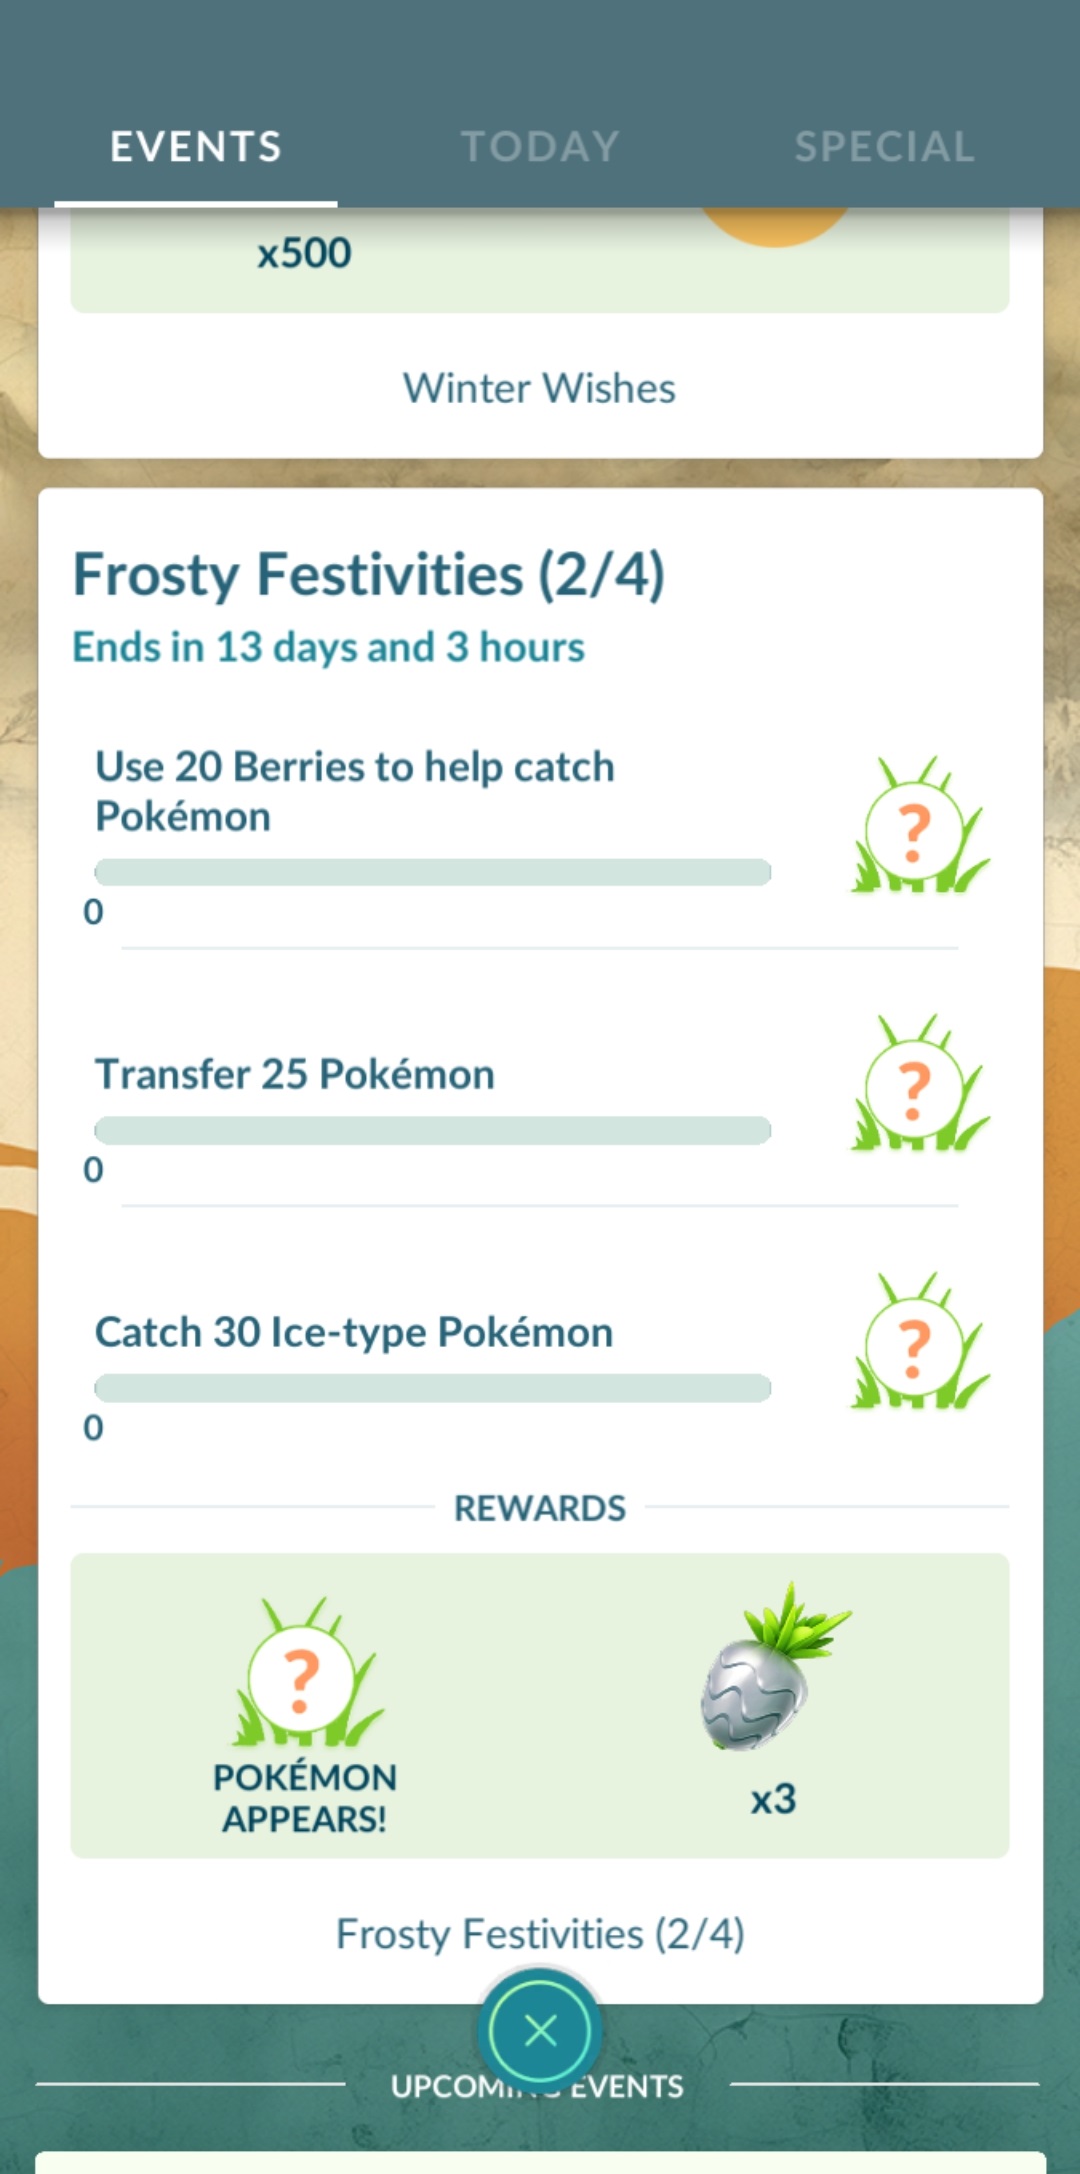 EVENTS TODAY SPECIAL
x500
Winter Wishes
Frosty Festivities (2/4)
Ends in 13 days and 3 hours
Use 20 Berries to help catch
Pokémon
?
0
Transfer 25 Pokémon
?
0
Catch 30 Ice-type Pokémon
?
0
REWARDS
?
POKÉMON
APPEARS!
x3
Frosty Festivities (2/4)
UPCOMING EVENTS